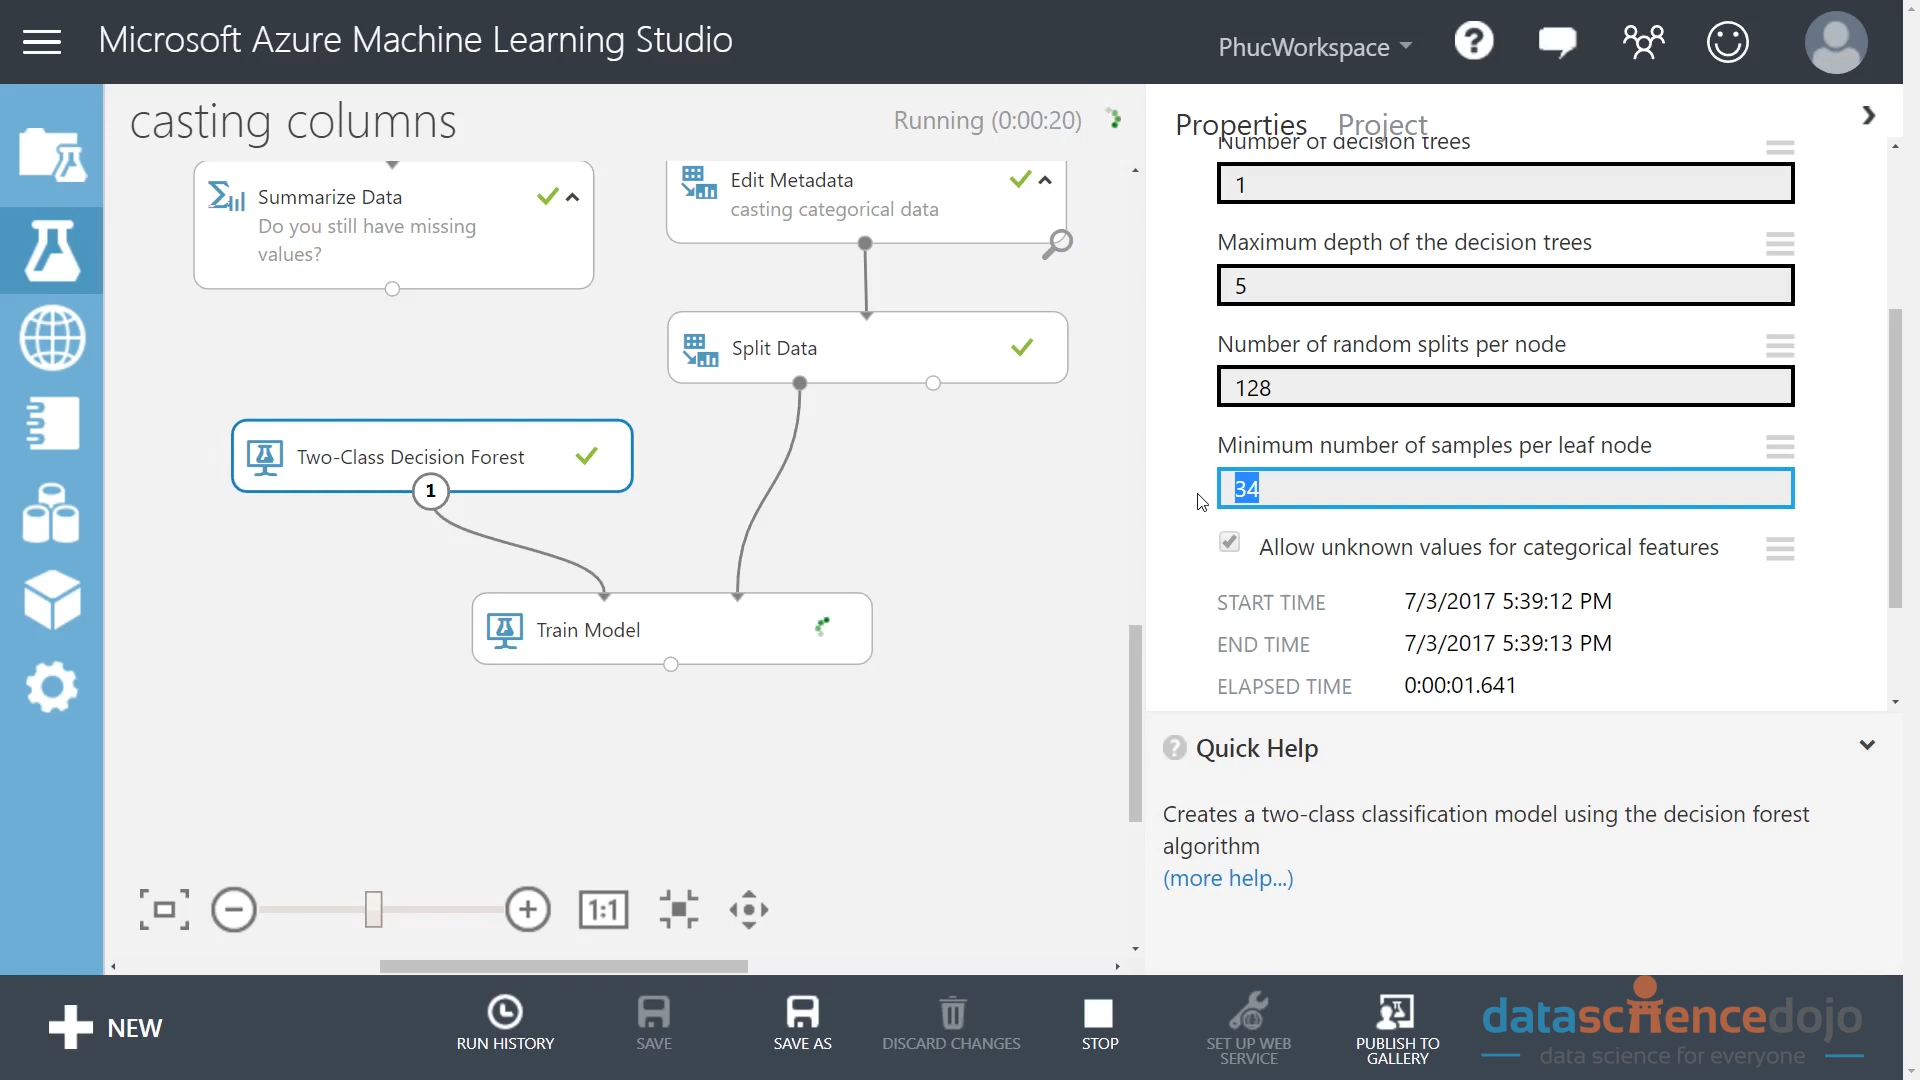 Microsoft Azure Machine Learning Studio
PhucWorkspace
?
casting columns
Running (0:00:20)
Properties
Project
Summarize Data
Do you still have missing
values?
Edit Metadata
casting categorical data
Split Data
Two-Class Decision Forest
1
Train Model
Number of decision trees
1
Maximum depth of the decision trees
5
Number of random splits per node
128
Minimum number of samples per leaf node
34
Allow unknown values for categorical features
START TIME 7/3/2017 5:39:12 PM
END TIME 7/3/2017 5:39:13 PM
ELAPSED TIME 0:00:01.641
? Quick Help
Creates a two-class classification model using the decision forest
algorithm
(more help...)
1:1
NEW
RUN HISTORY
SAVE
SAVE AS
DISCARD CHANGES
STOP
SET UP WEB
SERVICE
PUBLISH TO
GALLERY
datasciencedojo
data science for everyone